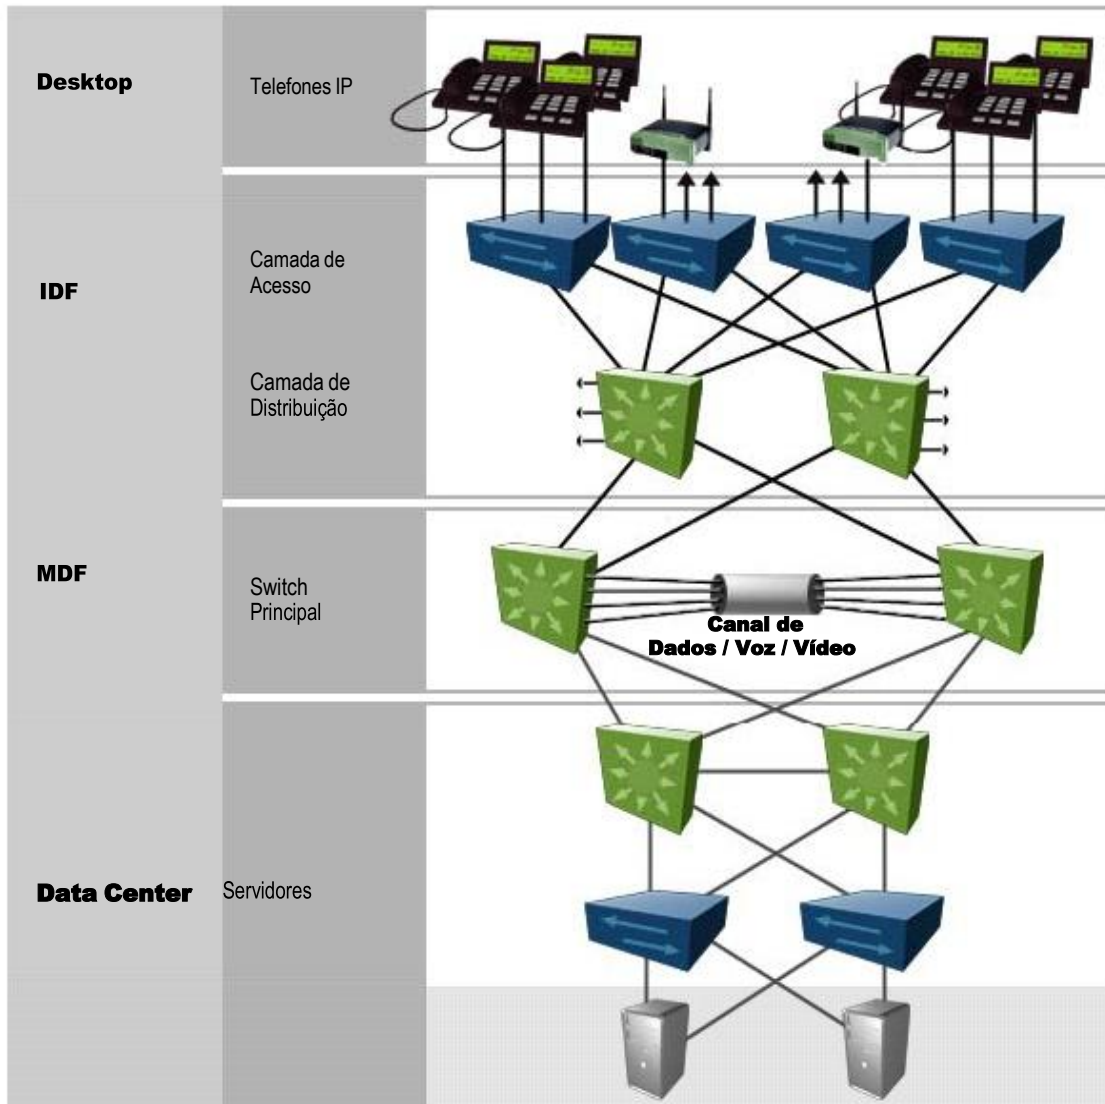 Desktop
Telefones IP
IDF
Camada de
Acesso
Camada de
Distribuição
MDF
Switch
Principal
Canal de
Dados / Voz / Vídeo
Data Center
Servidores